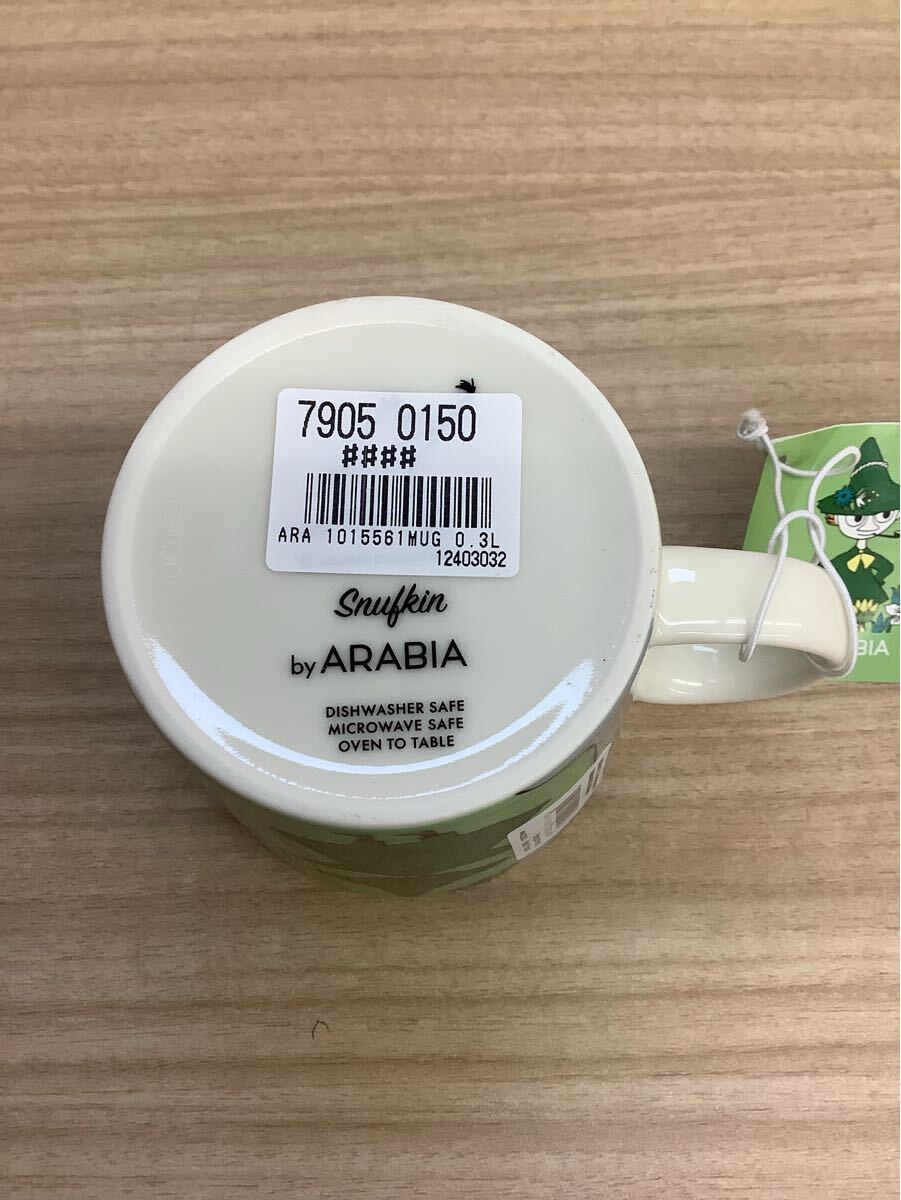 7905 0150
####
ARA 1015561MUG 0.3L
12403032
Snufkin
by ARABIA
DISHWASHER SAFE
MICROWAVE SAFE
OVEN TO TABLE
BIA